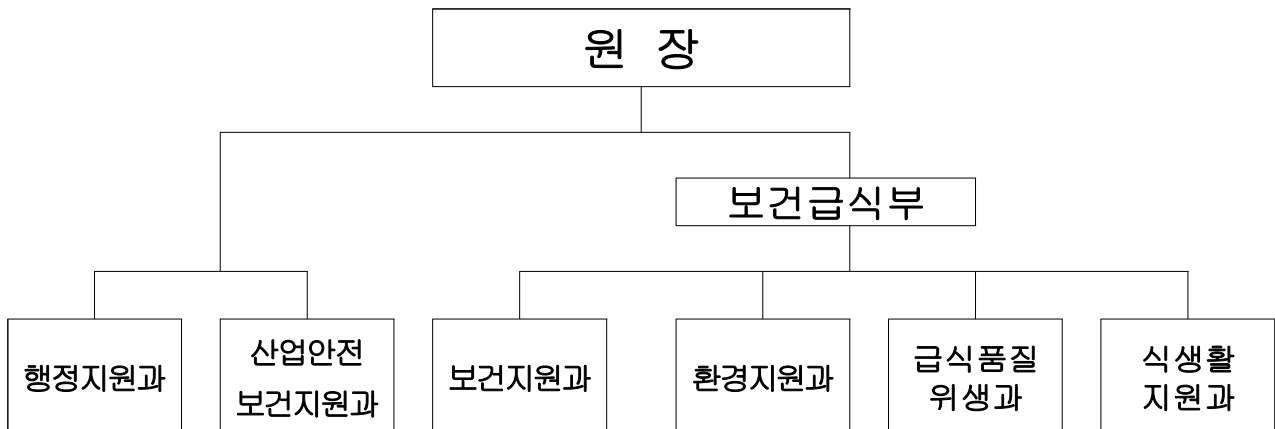 원 장
보건급식부
행정지원과
산업안전
보건지원과
보건지원과
환경지원과
급식품질
위생과
식생활
지원과